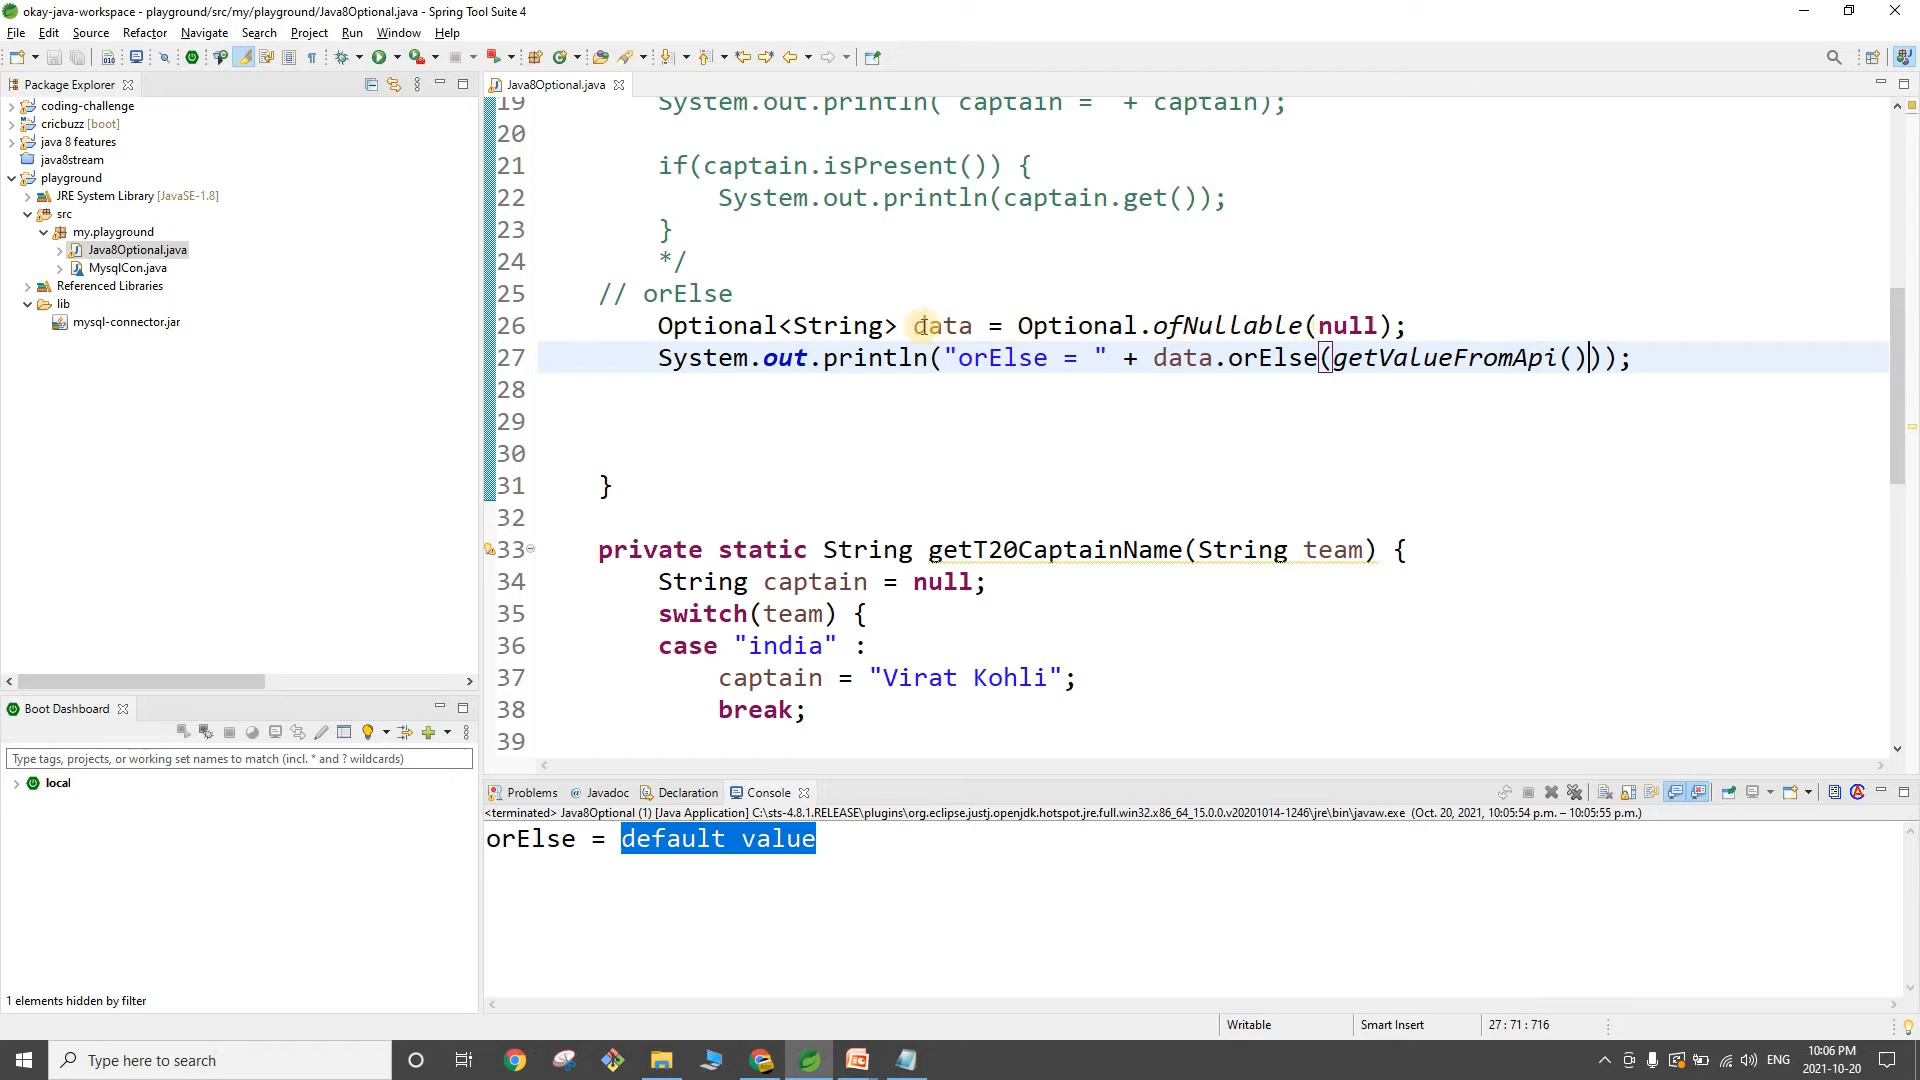 okay-java-workspace - playground/src/my/playground/Java8Optional.java - Spring Tool Suite 4
File Edit Source Refactor Navigate Search Project Run Window Help
Package Explorer
coding-challenge
cricbuzz [boot]
java 8 features
java8stream
playground
JRE System Library [JavaSE-1.8]
src
my.playground
Java8Optional.java
MysqlCon.java
Referenced Libraries
lib
mysql-connector.jar
Boot Dashboard
Type tags, projects, or working set names to match (incl. * and ? wildcards)
local
1 elements hidden by filter
Java8Optional.java
19 System.out.println( captain = + captain);
20
21 if(captain.isPresent()) {
22 System.out.println(captain.get());
23 }
24 */
25 // orElse
26 Optional<String> data = Optional.ofNullable(null);
27 System.out.println("orElse = " + data.orElse(getValueFromApi()));
28
29
30
31 }
32
33 private static String getT20CaptainName(String team) {
34 String captain = null;
35 switch(team) {
36 case "india" :
37 captain = "Virat Kohli";
38 break;
39
Problems Javadoc Declaration Console
<terminated> Java8Optional (1) [Java Application] C:\sts-4.8.1.RELEASE\plugins\org.eclipse.justj.openjdk.hotspot.jre.full.win32.x86_64_15.0.0.v20201014-1246\jre\bin\javaw.exe (Oct. 20, 2021, 10:05:54 p.m. – 10:05:55 p.m.)
orElse = default value
Writable Smart Insert 27 : 71 : 716
Type here to search
ENG
10:06 PM
2021-10-20